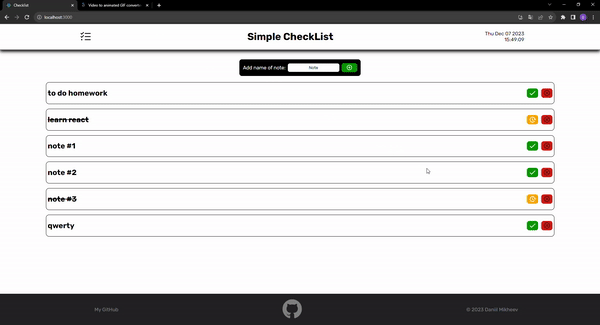 Checklist
Video to animated GIF conver
localhost:3000
Simple CheckList
Thu Dec 07 2023
15:49:09
Add name of note:
Note
to do homework
learn react
note #1
note #2
note #3
qwerty
My GitHub
© 2023 Daniil Mikheev